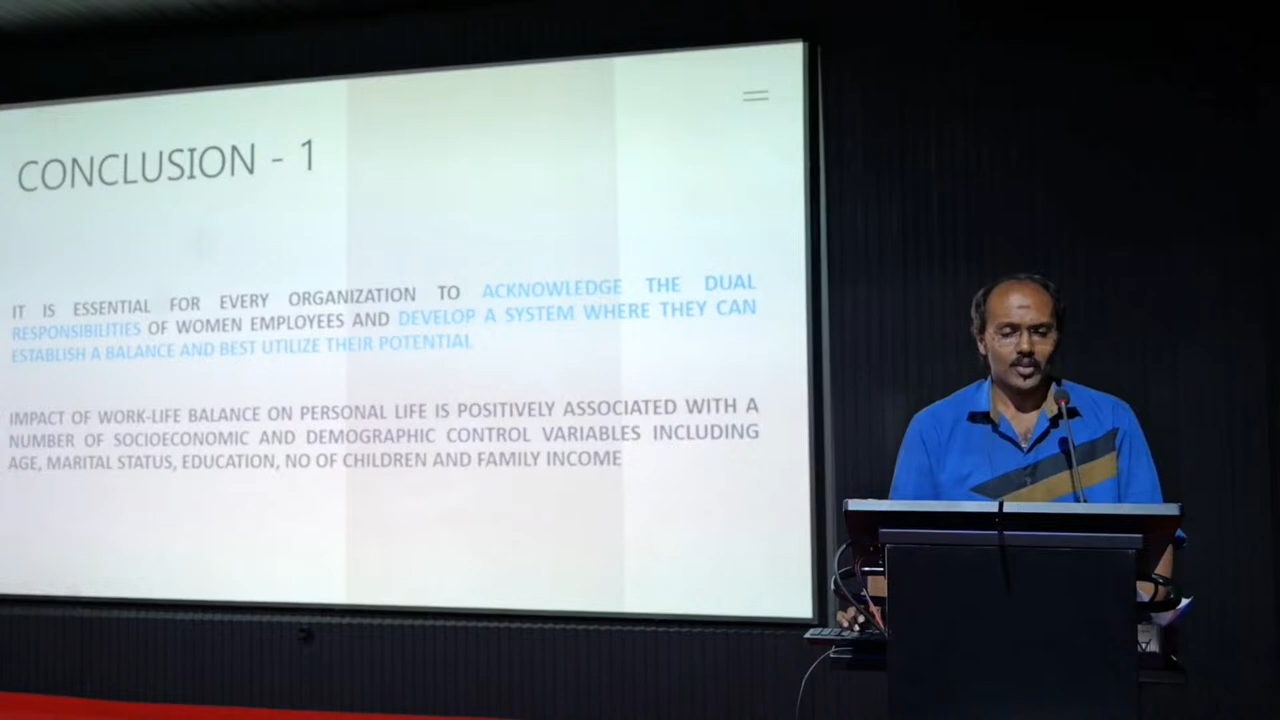 CONCLUSION - 1
IT IS ESSENTIAL FOR EVERY ORGANIZATION TO ACKNOWLEDGE THE DUAL
RESPONSIBILITIES OF WOMEN EMPLOYEES AND DEVELOP A SYSTEM WHERE THEY CAN
ESTABLISH A BALANCE AND BEST UTILIZE THEIR POTENTIAL
IMPACT OF WORK-LIFE BALANCE ON PERSONAL LIFE IS POSITIVELY ASSOCIATED WITH A
NUMBER OF SOCIOECONOMIC AND DEMOGRAPHIC CONTROL VARIABLES INCLUDING
AGE, MARITAL STATUS, EDUCATION, NO OF CHILDREN AND FAMILY INCOME